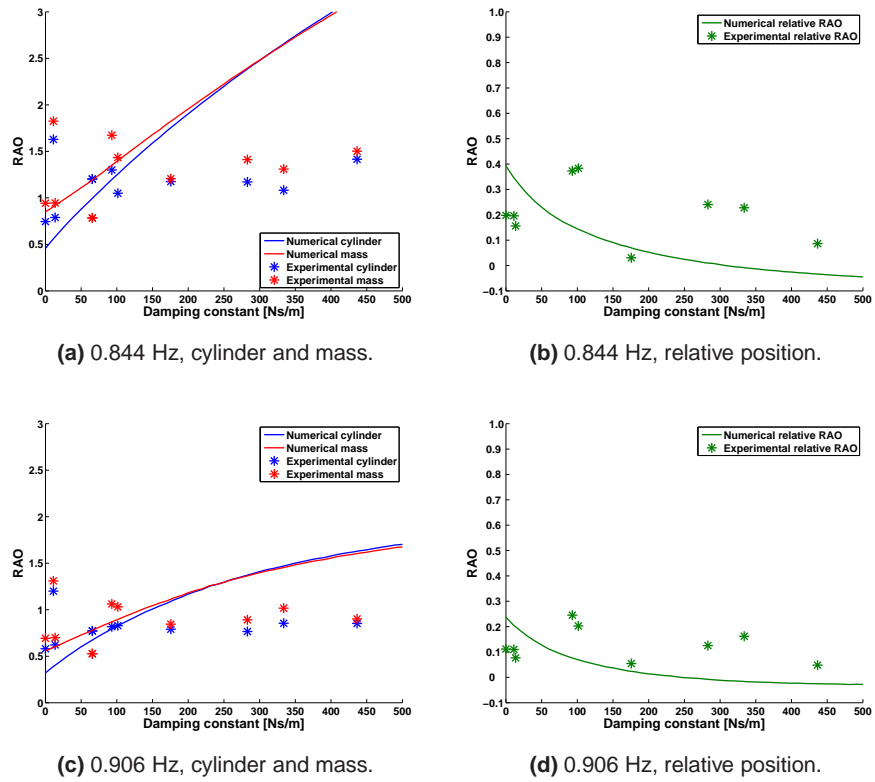 3
2.5
2
1.5
1
0.5
0
RAO
0 50 100 150 200 250 300 350 400 450 500
Damping constant [Ns/m]
Numerical cylinder
Numerical mass
Experimental cylinder
Experimental mass
(a) 0.844 Hz, cylinder and mass.
1.0
0.9
0.8
0.7
0.6
0.5
0.4
0.3
0.2
0.1
0
−0.1
0 50 100 150 200 250 300 350 400 450 500
Damping constant [Ns/m]
Numerical relative RAO
Experimental relative RAO
(b) 0.844 Hz, relative position.
3
2.5
2
1.5
1
0.5
0
RAO
0 50 100 150 200 250 300 350 400 450 500
Damping constant [Ns/m]
Numerical cylinder
Numerical mass
Experimental cylinder
Experimental mass
(c) 0.906 Hz, cylinder and mass.
1.0
0.9
0.8
0.7
0.6
0.5
0.4
0.3
0.2
0.1
0
−0.1
0 50 100 150 200 250 300 350 400 450 500
Damping constant [Ns/m]
Numerical relative RAO
Experimental relative RAO
(d) 0.906 Hz, relative position.